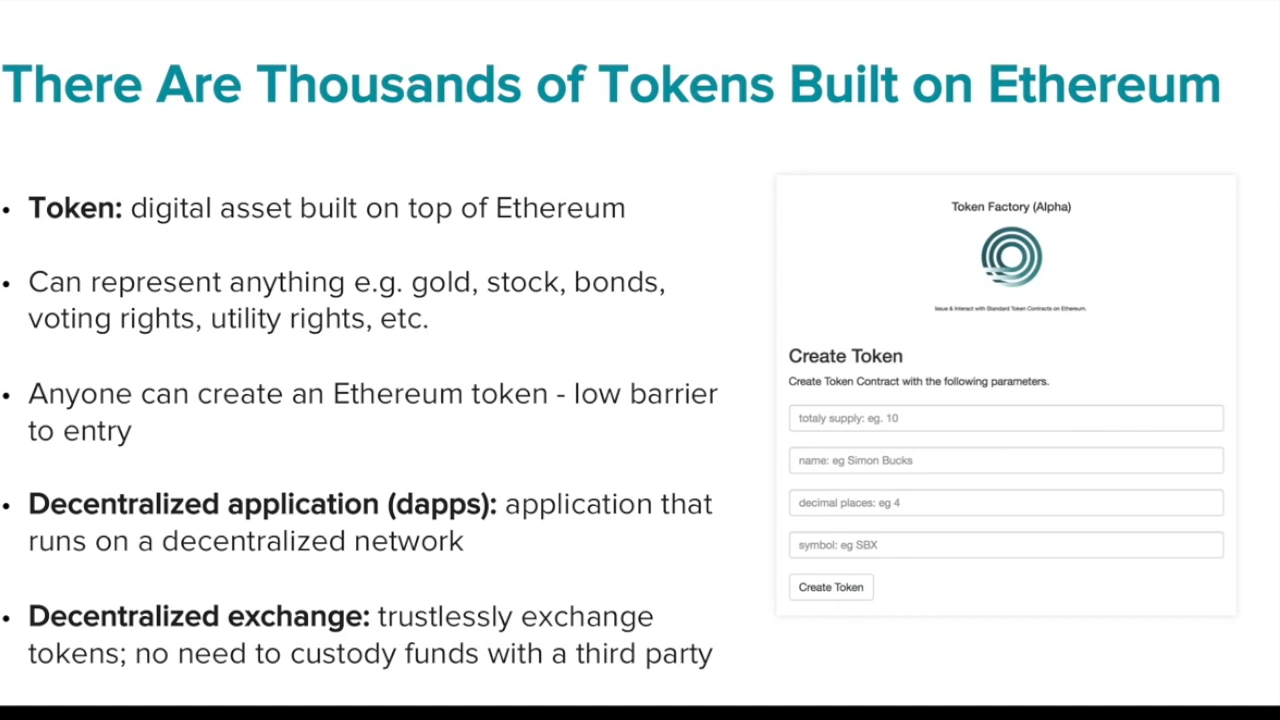 There Are Thousands of Tokens Built on Ethereum
• Token: digital asset built on top of Ethereum
• Can represent anything e.g. gold, stock, bonds,
voting rights, utility rights, etc.
• Anyone can create an Ethereum token - low barrier
to entry
• Decentralized application (dapps): application that
runs on a decentralized network
• Decentralized exchange: trustlessly exchange
tokens; no need to custody funds with a third party
Token Factory (Alpha)
Issue & Interact with Standard Token Contracts on Ethereum.
Create Token
Create Token Contract with the following parameters.
totaly supply: eg. 10
name: eg Simon Bucks
decimal places: eg 4
symbol: eg SBX
Create Token